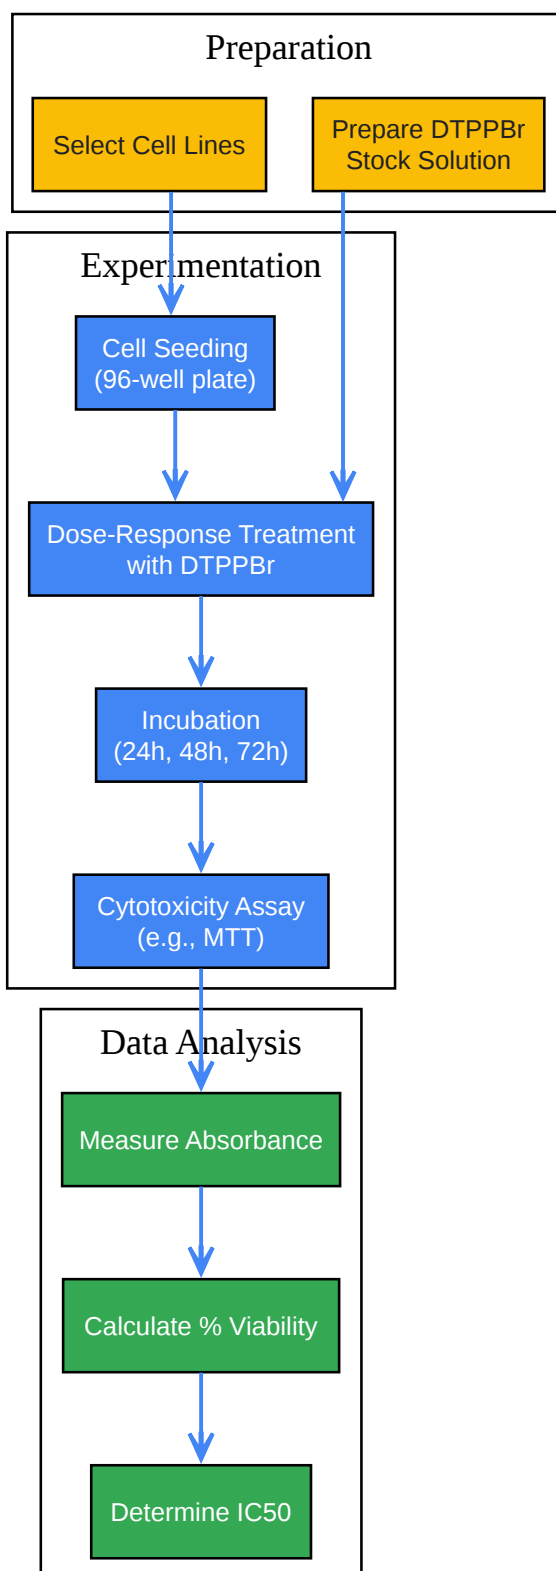 Preparation
Select Cell Lines
Prepare DTPPBr
Stock Solution
Experimentation
Cell Seeding
(96-well plate)
Dose-Response Treatment
with DTPPBr
Incubation
(24h, 48h, 72h)
Cytotoxicity Assay
(e.g., MTT)
Data Analysis
Measure Absorbance
Calculate % Viability
Determine IC50